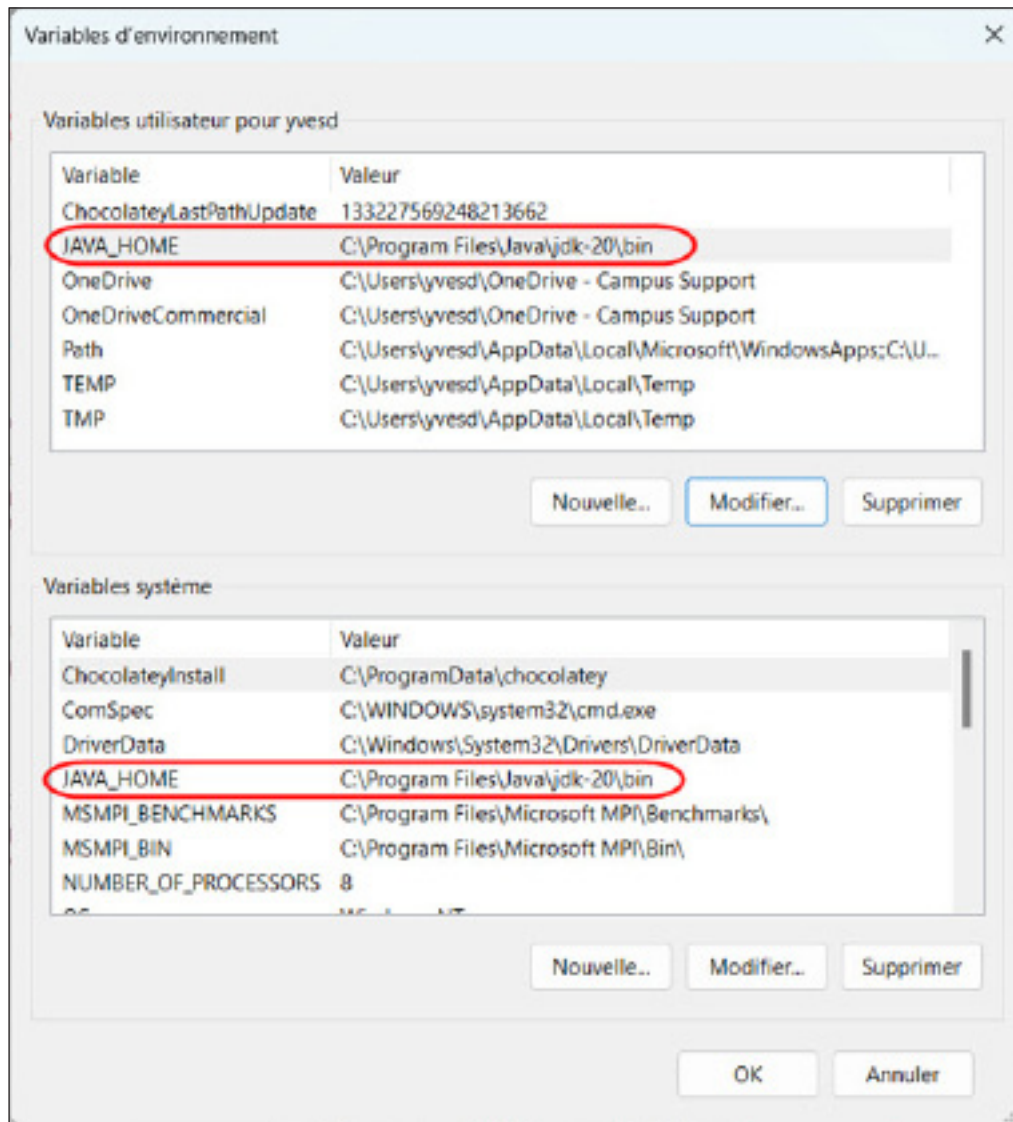 Variables d'environnement
Variables utilisateur pour yvesd
Variable Valeur
ChocolateyLastPathUpdate 133227569248213662
JAVA_HOME C:\Program Files\Java\jdk-20\bin
OneDrive C:\Users\yvesd\OneDrive - Campus Support
OneDriveCommercial C:\Users\yvesd\OneDrive - Campus Support
Path C:\Users\yvesd\AppData\Local\Microsoft\WindowsApps;C:\U...
TEMP C:\Users\yvesd\AppData\Local\Temp
TMP C:\Users\yvesd\AppData\Local\Temp
Nouvelle... Modifier... Supprimer
Variables système
Variable Valeur
ChocolateyInstall C:\ProgramData\chocolatey
ComSpec C:\WINDOWS\system32\cmd.exe
DriverData C:\Windows\System32\Drivers\DriverData
JAVA_HOME C:\Program Files\Java\jdk-20\bin
MSMPI_BENCHMARKS C:\Program Files\Microsoft MPI\Benchmarks\
MSMPI_BIN C:\Program Files\Microsoft MPI\Bin\
NUMBER_OF_PROCESSORS 8
Nouvelle... Modifier... Supprimer
OK Annuler